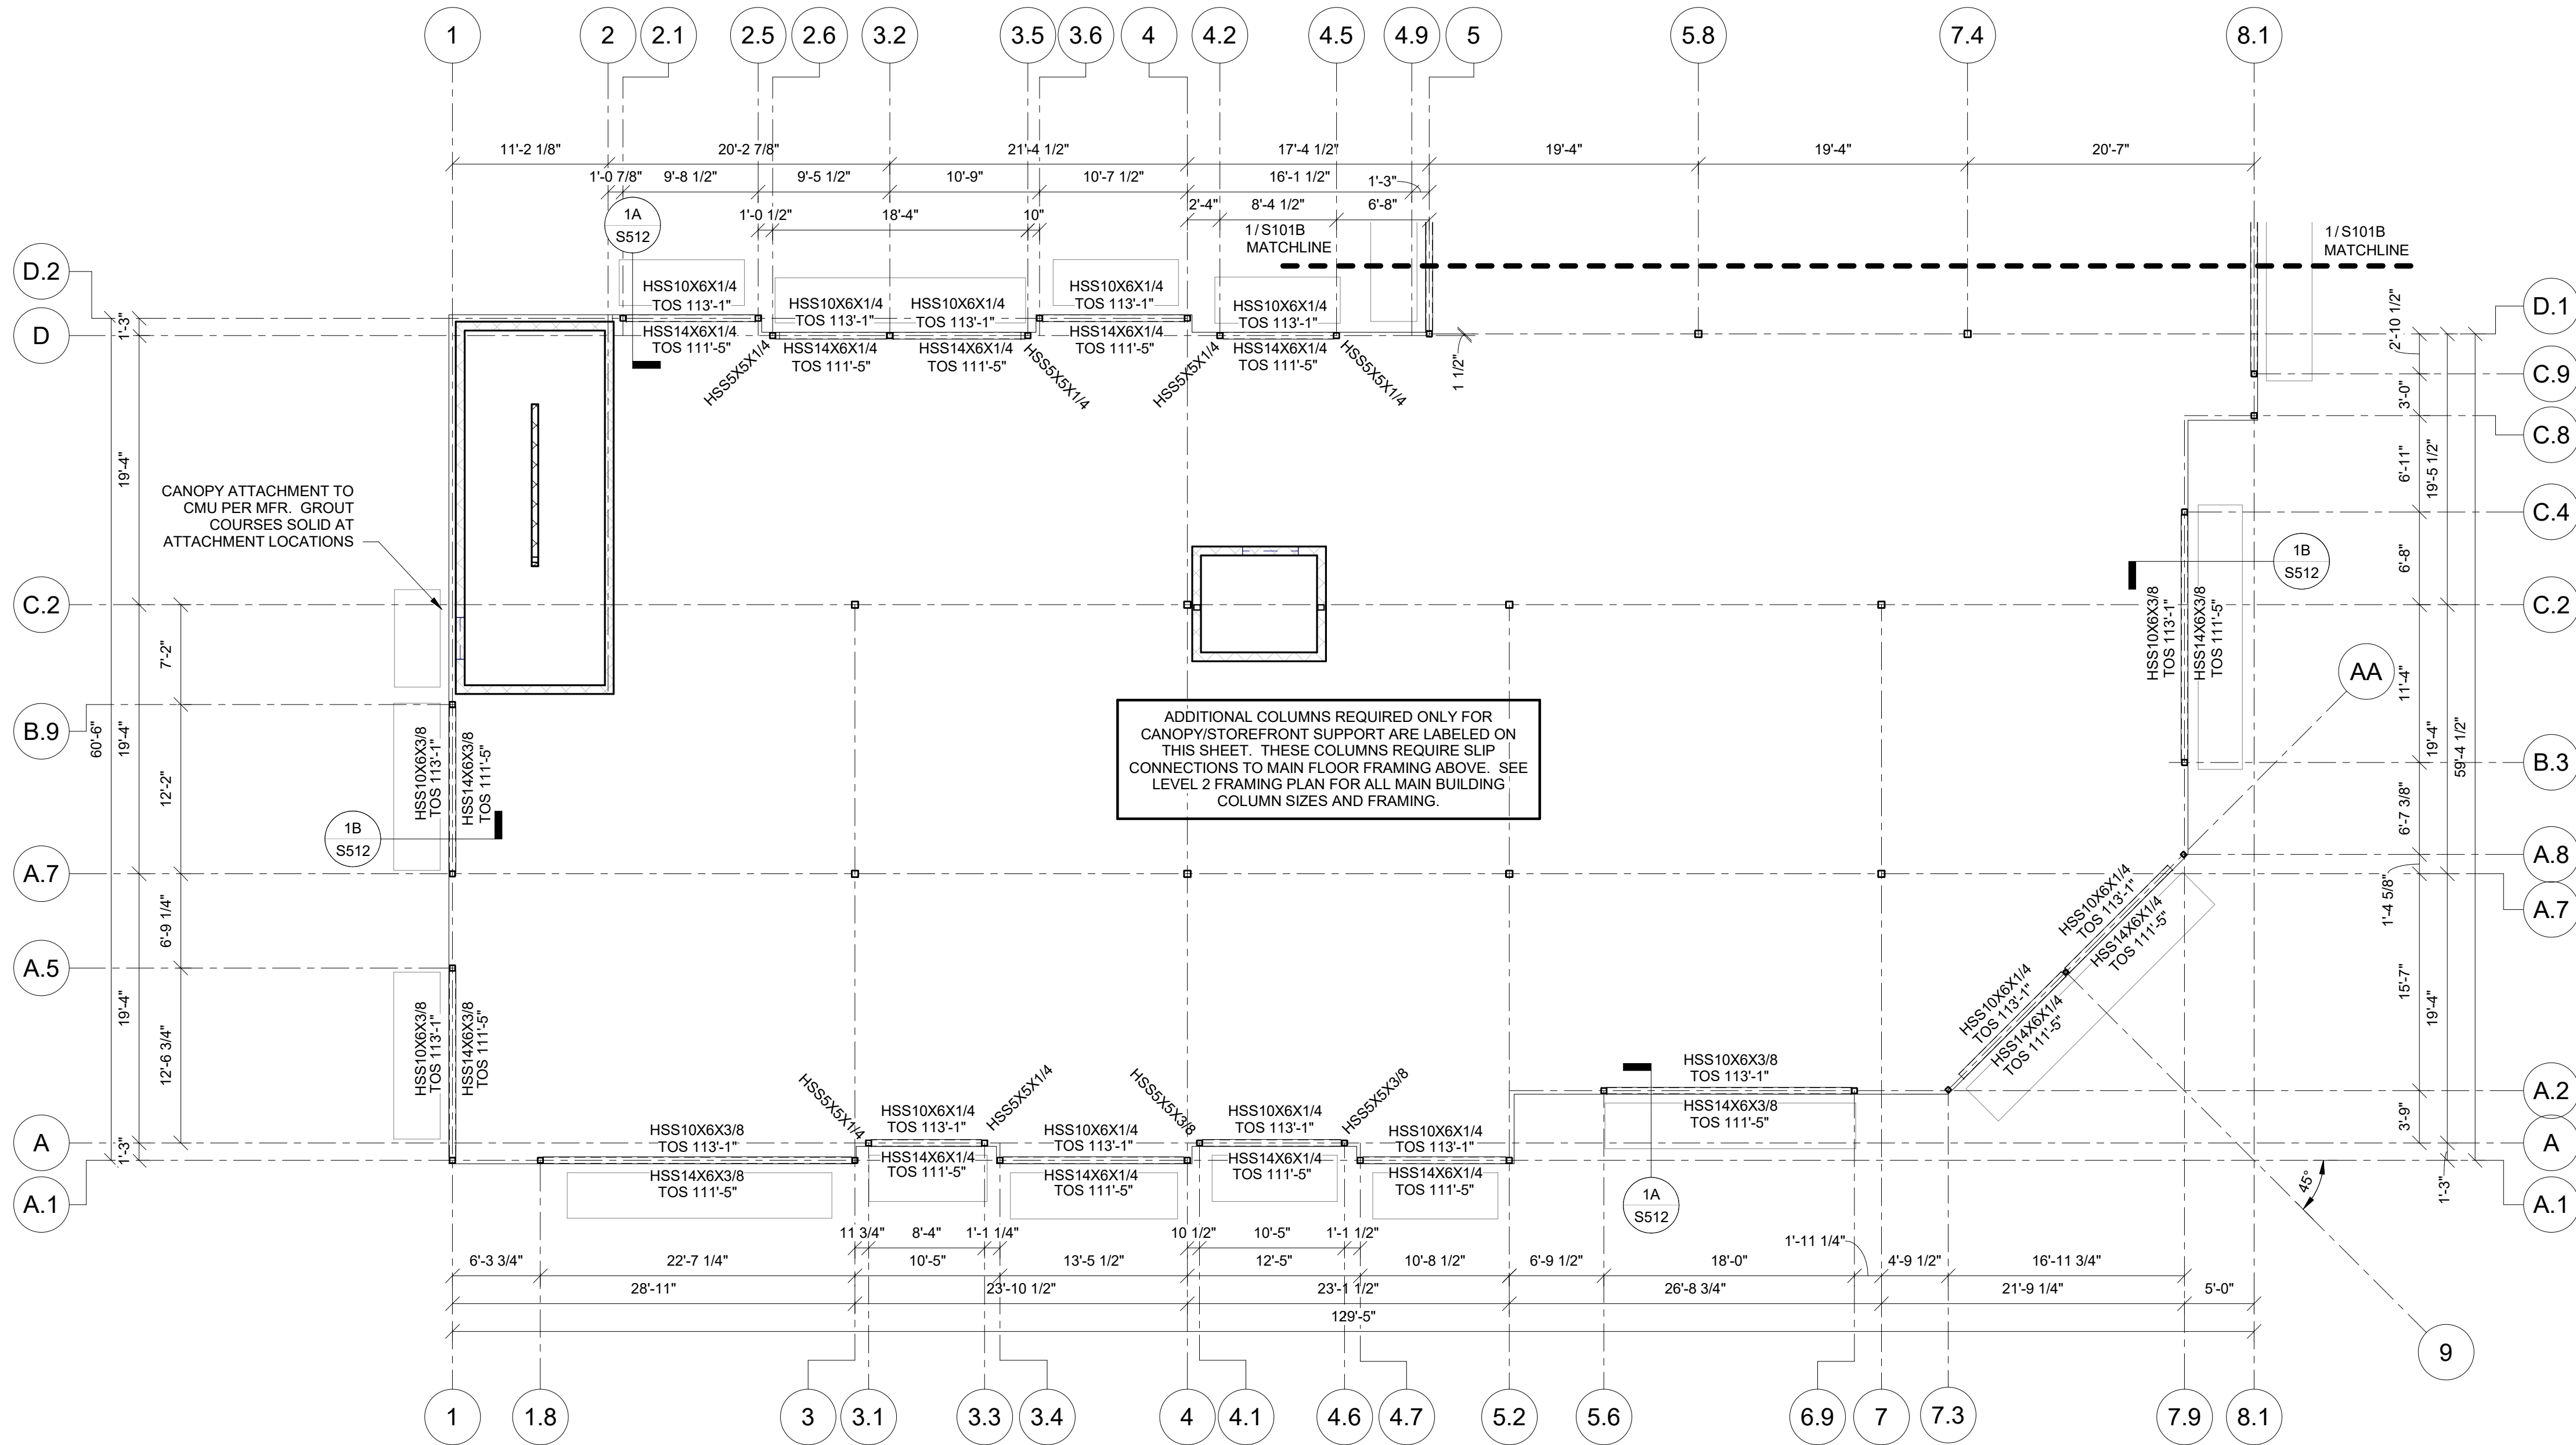 1
2
2.1
2.5
2.6
3.2
3.5
3.6
4
4.2
4.5
4.9
5
5.8
7.4
8.1
11'-2 1/8"
20'-2 7/8"
21'-4 1/2"
17'-4 1/2"
19'-4"
19'-4"
20'-7"
1'-0 7/8"
9'-8 1/2"
9'-5 1/2"
10'-9"
10'-7 1/2"
16'-1 1/2"
1'-3"
1'-0 1/2"
18'-4"
10"
2'-4"
8'-4 1/2"
6'-8"
1A
S512
1/ S101B
MATCHLINE
1/ S101B
MATCHLINE
D.2
D
C.2
B.9
A.7
A.5
A
A.1
1'-3"
19'-4"
60'-6"
19'-4"
19'-4"
1'-3"
7'-2"
12'-2"
6'-9 1/4"
12'-6 3/4"
HSS10X6X1/4
TOS 113'-1"
HSS14X6X1/4
TOS 111'-5"
HSS10X6X1/4
TOS 113'-1"
HSS14X6X1/4
TOS 111'-5"
HSS10X6X1/4
TOS 113'-1"
HSS14X6X1/4
TOS 111'-5"
HSS10X6X1/4
TOS 113'-1"
HSS14X6X1/4
TOS 111'-5"
HSS10X6X1/4
TOS 113'-1"
HSS14X6X1/4
TOS 111'-5"
HSS5X5X1/4
HSS5X5X1/4
HSS5X5X1/4
HSS5X5X1/4
1 1/2"
CANOPY ATTACHMENT TO
CMU PER MFR. GROUT
COURSES SOLID AT
ATTACHMENT LOCATIONS
ADDITIONAL COLUMNS REQUIRED ONLY FOR
CANOPY/STOREFRONT SUPPORT ARE LABELED ON
THIS SHEET. THESE COLUMNS REQUIRE SLIP
CONNECTIONS TO MAIN FLOOR FRAMING ABOVE. SEE
LEVEL 2 FRAMING PLAN FOR ALL MAIN BUILDING
COLUMN SIZES AND FRAMING.
HSS10X6X3/8
TOS 113'-1"
HSS14X6X3/8
TOS 111'-5"
1B
S512
HSS10X6X3/8
TOS 113'-1"
HSS14X6X3/8
TOS 111'-5"
HSS10X6X3/8
TOS 113'-1"
HSS14X6X3/8
TOS 111'-5"
1B
S512
AA
HSS10X6X1/4
TOS 113'-1"
HSS14X6X1/4
TOS 111'-5"
HSS10X6X1/4
TOS 113'-1"
HSS14X6X1/4
TOS 111'-5"
D.1
C.9
C.8
C.4
C.2
B.3
A.8
A.7
A.2
A
A.1
2'-10 1/2"
3'-0"
6'-11"
6'-8"
11'-4"
6'-7 3/8"
1'-4 5/8"
15'-7"
3'-9"
19'-5 1/2"
19'-4"
19'-4"
1'-3"
59'-4 1/2"
45°
9
HSS10X6X3/8
TOS 113'-1"
HSS14X6X3/8
TOS 111'-5"
HSS5X5X1/4
HSS10X6X1/4
TOS 113'-1"
HSS14X6X1/4
TOS 111'-5"
HSS5X5X1/4
HSS10X6X1/4
TOS 113'-1"
HSS14X6X1/4
TOS 111'-5"
HSS5X5X3/8
HSS10X6X1/4
TOS 113'-1"
HSS14X6X1/4
TOS 111'-5"
HSS5X5X3/8
HSS10X6X1/4
TOS 113'-1"
HSS14X6X1/4
TOS 111'-5"
HSS10X6X3/8
TOS 113'-1"
HSS14X6X3/8
TOS 111'-5"
1A
S512
11 3/4"
8'-4"
1'-1 1/4"
10 1/2"
10'-5"
1'-1 1/2"
6'-3 3/4"
22'-7 1/4"
10'-5"
13'-5 1/2"
12'-5"
10'-8 1/2"
6'-9 1/2"
18'-0"
1'-11 1/4"
4'-9 1/2"
16'-11 3/4"
28'-11"
23'-10 1/2"
23'-1 1/2"
26'-8 3/4"
21'-9 1/4"
5'-0"
129'-5"
1
1.8
3
3.1
3.3
3.4
4
4.1
4.6
4.7
5.2
5.6
6.9
7
7.3
7.9
8.1